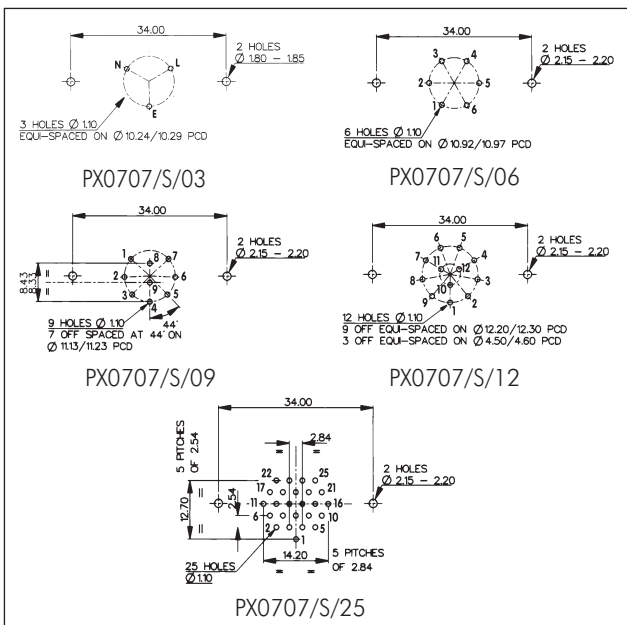 34.00
2 HOLES
Ø 1.80 – 1.85
N
L
E
3 HOLES Ø 1.10
EQUI-SPACED ON Ø 10.24/10.29 PCD
PX0707/S/03
34.00
2 HOLES
Ø 2.15 – 2.20
3
4
2
5
1
6
6 HOLES Ø 1.10
EQUI-SPACED ON Ø 10.92/10.97 PCD
PX0707/S/06
34.00
2 HOLES
Ø 2.15 – 2.20
8.43
8.33
=
=
1
8
7
2
6
9
3
5
4
44°
9 HOLES Ø 1.10
7 OFF SPACED AT 44° ON
Ø 11.13/11.23 PCD
PX0707/S/09
34.00
2 HOLES
Ø 2.15 – 2.20
6
5
7
4
11
12
8
3
10
9
2
1
12 HOLES Ø 1.10
9 OFF EQUI-SPACED ON Ø 12.20/12.30 PCD
3 OFF EQUI-SPACED ON Ø 4.50/4.60 PCD
PX0707/S/12
34.00
5 PITCHES
OF 2.54
2.84
=
=
2 HOLES
Ø 2.15 – 2.20
22
25
17
21
=
11
16
12.70
2.54
=
6
10
2
5
1
14.20
5 PITCHES
OF 2.84
25 HOLES
Ø 1.10
=
=
PX0707/S/25